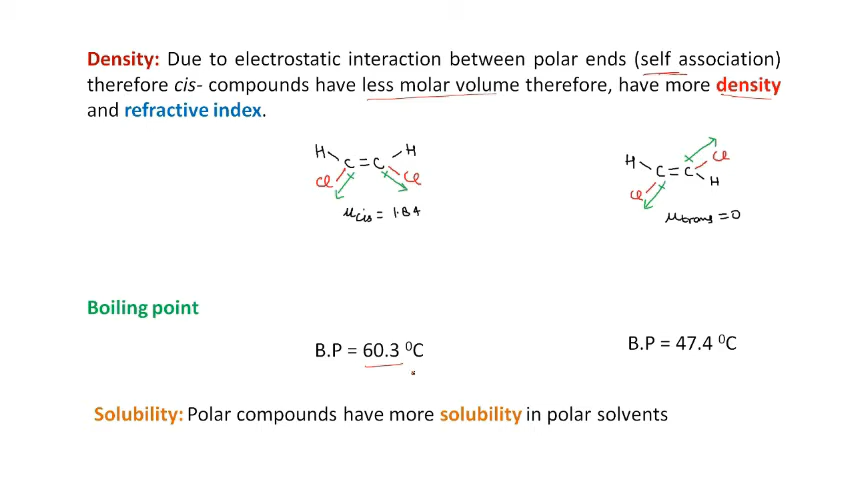 Density: Due to electrostatic interaction between polar ends (self association)
therefore cis- compounds have less molar volume therefore, have more density
and refractive index.
H H H Cl
C = C C = C
Cl Cl Cl H
μcis = 1.84 μtrans = 0
Boiling point
B.P = 60.3 ⁰C B.P = 47.4 ⁰C
Solubility: Polar compounds have more solubility in polar solvents